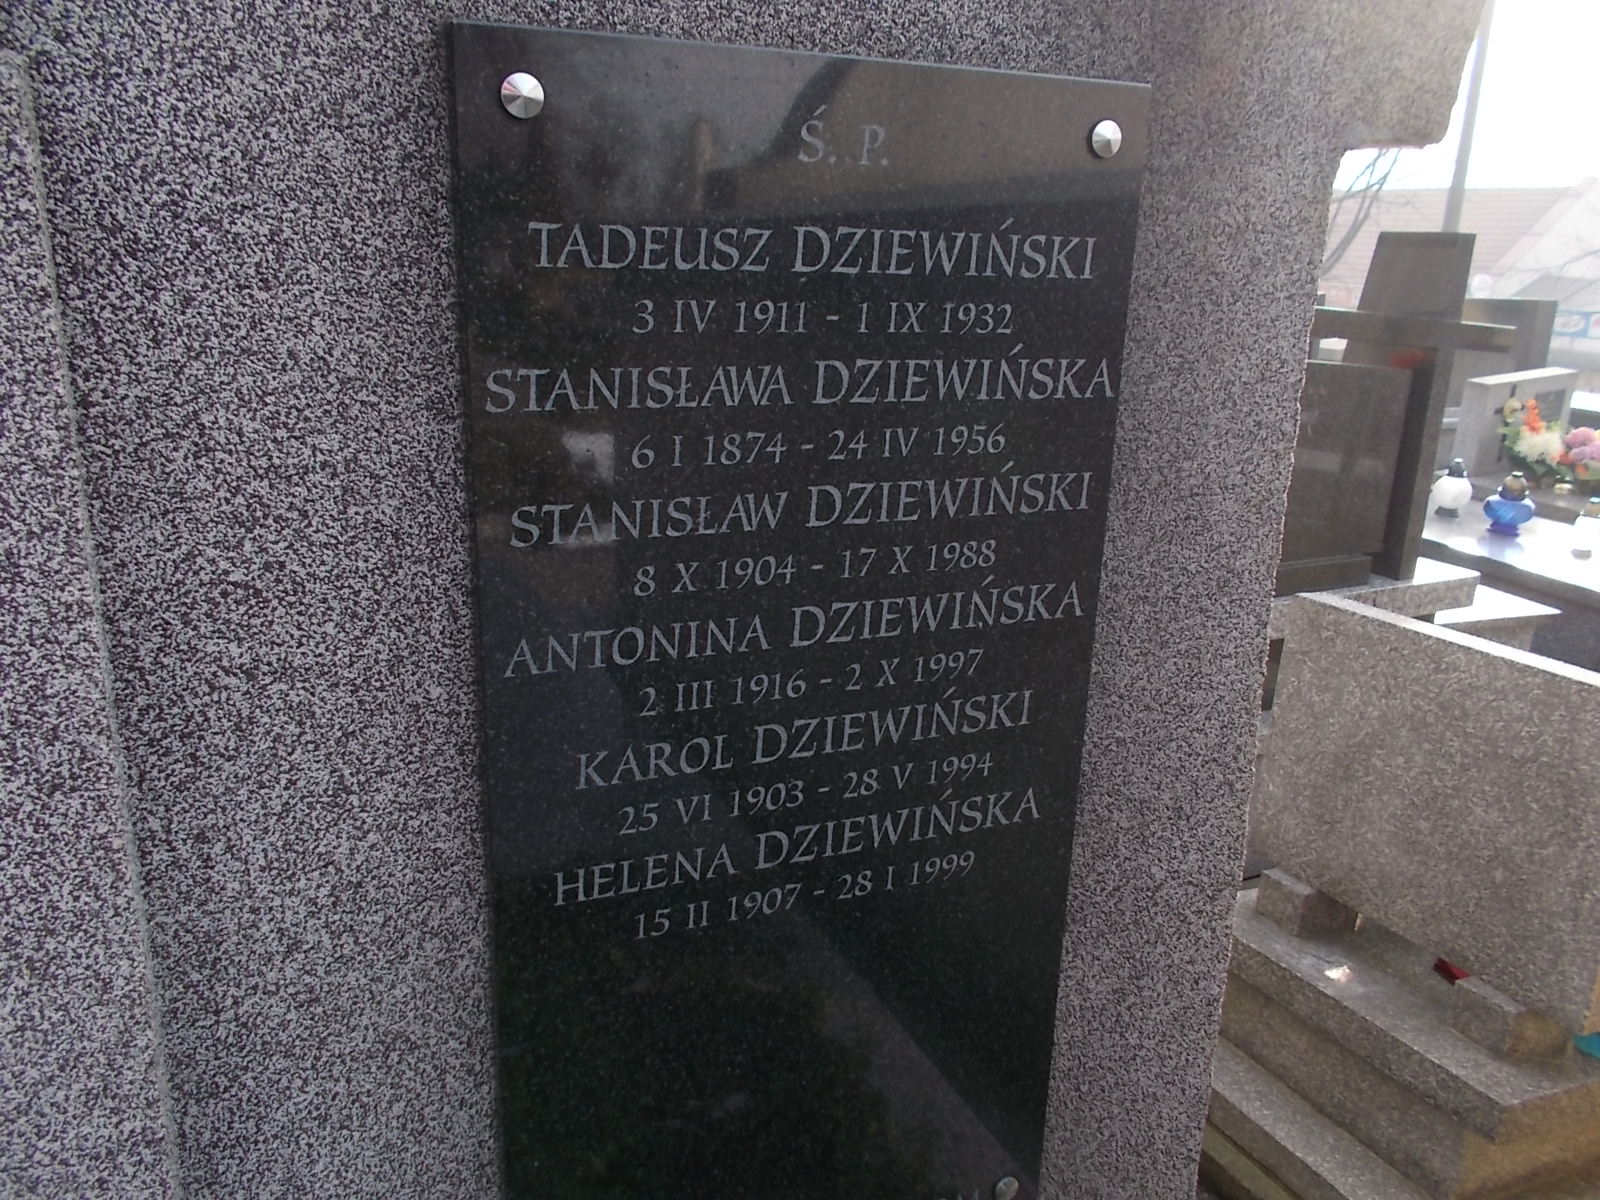 Ś. P.
TADEUSZ DZIEWIŃSKI
3 IV 1911 - 1 IX 1932
STANISŁAWA DZIEWIŃSKA
6 I 1874 - 24 IV 1956
STANISŁAW DZIEWIŃSKI
8 X 1904 - 17 X 1988
ANTONINA DZIEWIŃSKA
2 III 1916 - 2 X 1997
KAROL DZIEWIŃSKI
25 VI 1903 - 28 V 1994
HELENA DZIEWIŃSKA
15 II 1907 - 28 I 1999